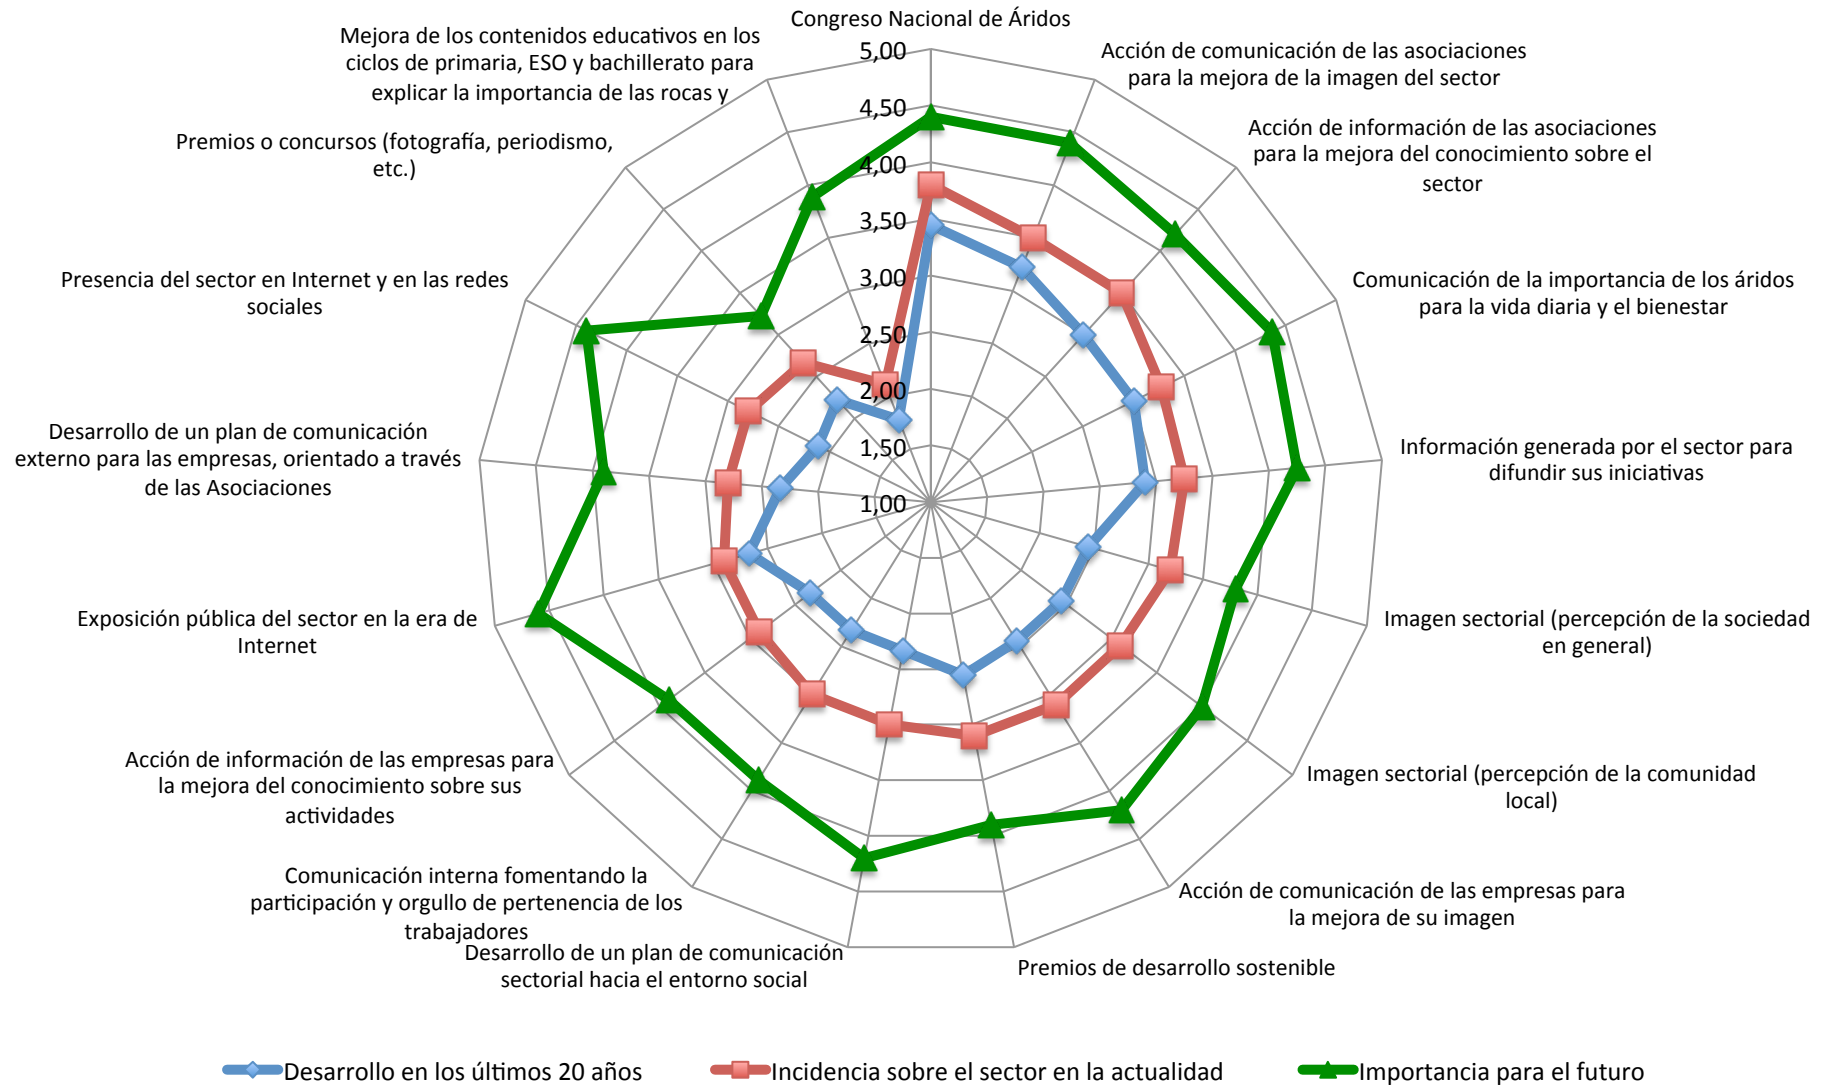 Congreso Nacional de Áridos
Acción de comunicación de las asociaciones
para la mejora de la imagen del sector
Acción de información de las asociaciones
para la mejora del conocimiento sobre el
sector
Comunicación de la importancia de los áridos
para la vida diaria y el bienestar
Información generada por el sector para
difundir sus iniciativas
Imagen sectorial (percepción de la sociedad
en general)
Imagen sectorial (percepción de la comunidad
local)
Acción de comunicación de las empresas para
la mejora de su imagen
Premios de desarrollo sostenible
Desarrollo de un plan de comunicación
sectorial hacia el entorno social
Comunicación interna fomentando la
participación y orgullo de pertenencia de los
trabajadores
Acción de información de las empresas para
la mejora del conocimiento sobre sus
actividades
Exposición pública del sector en la era de
Internet
Desarrollo de un plan de comunicación
externo para las empresas, orientado a través
de las Asociaciones
Presencia del sector en Internet y en las redes
sociales
Premios o concursos (fotografía, periodismo,
etc.)
Mejora de los contenidos educativos en los
ciclos de primaria, ESO y bachillerato para
explicar la importancia de las rocas y
5,00
4,50
4,00
3,50
3,00
2,50
2,00
1,50
1,00
Desarrollo en los últimos 20 años
Incidencia sobre el sector en la actualidad
Importancia para el futuro